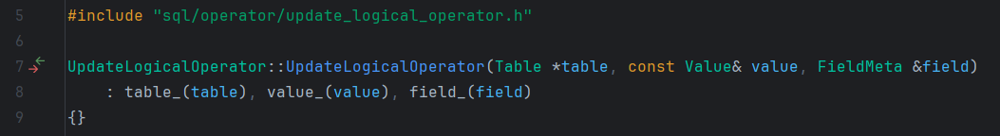 5 #include "sql/operator/update_logical_operator.h"
6
7 UpdateLogicalOperator::UpdateLogicalOperator(Table *table, const Value& value, FieldMeta &field)
8     : table_(table), value_(value), field_(field)
9 {}